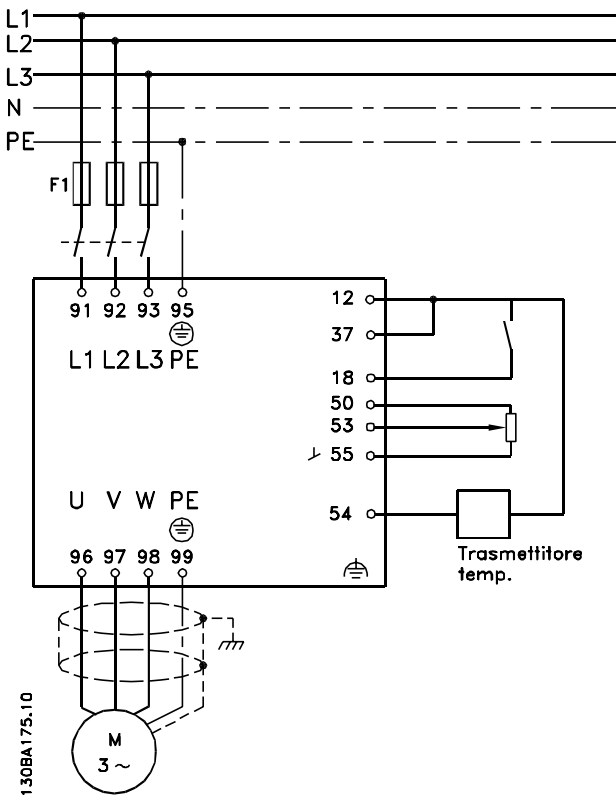 L1
L2
L3
N
PE
F1
91 92 93 95
L1 L2 L3 PE
12
37
18
50
53
55
54
U V W PE
96 97 98 99
Trasmettitore
temp.
M
3 ~
130BA175.10